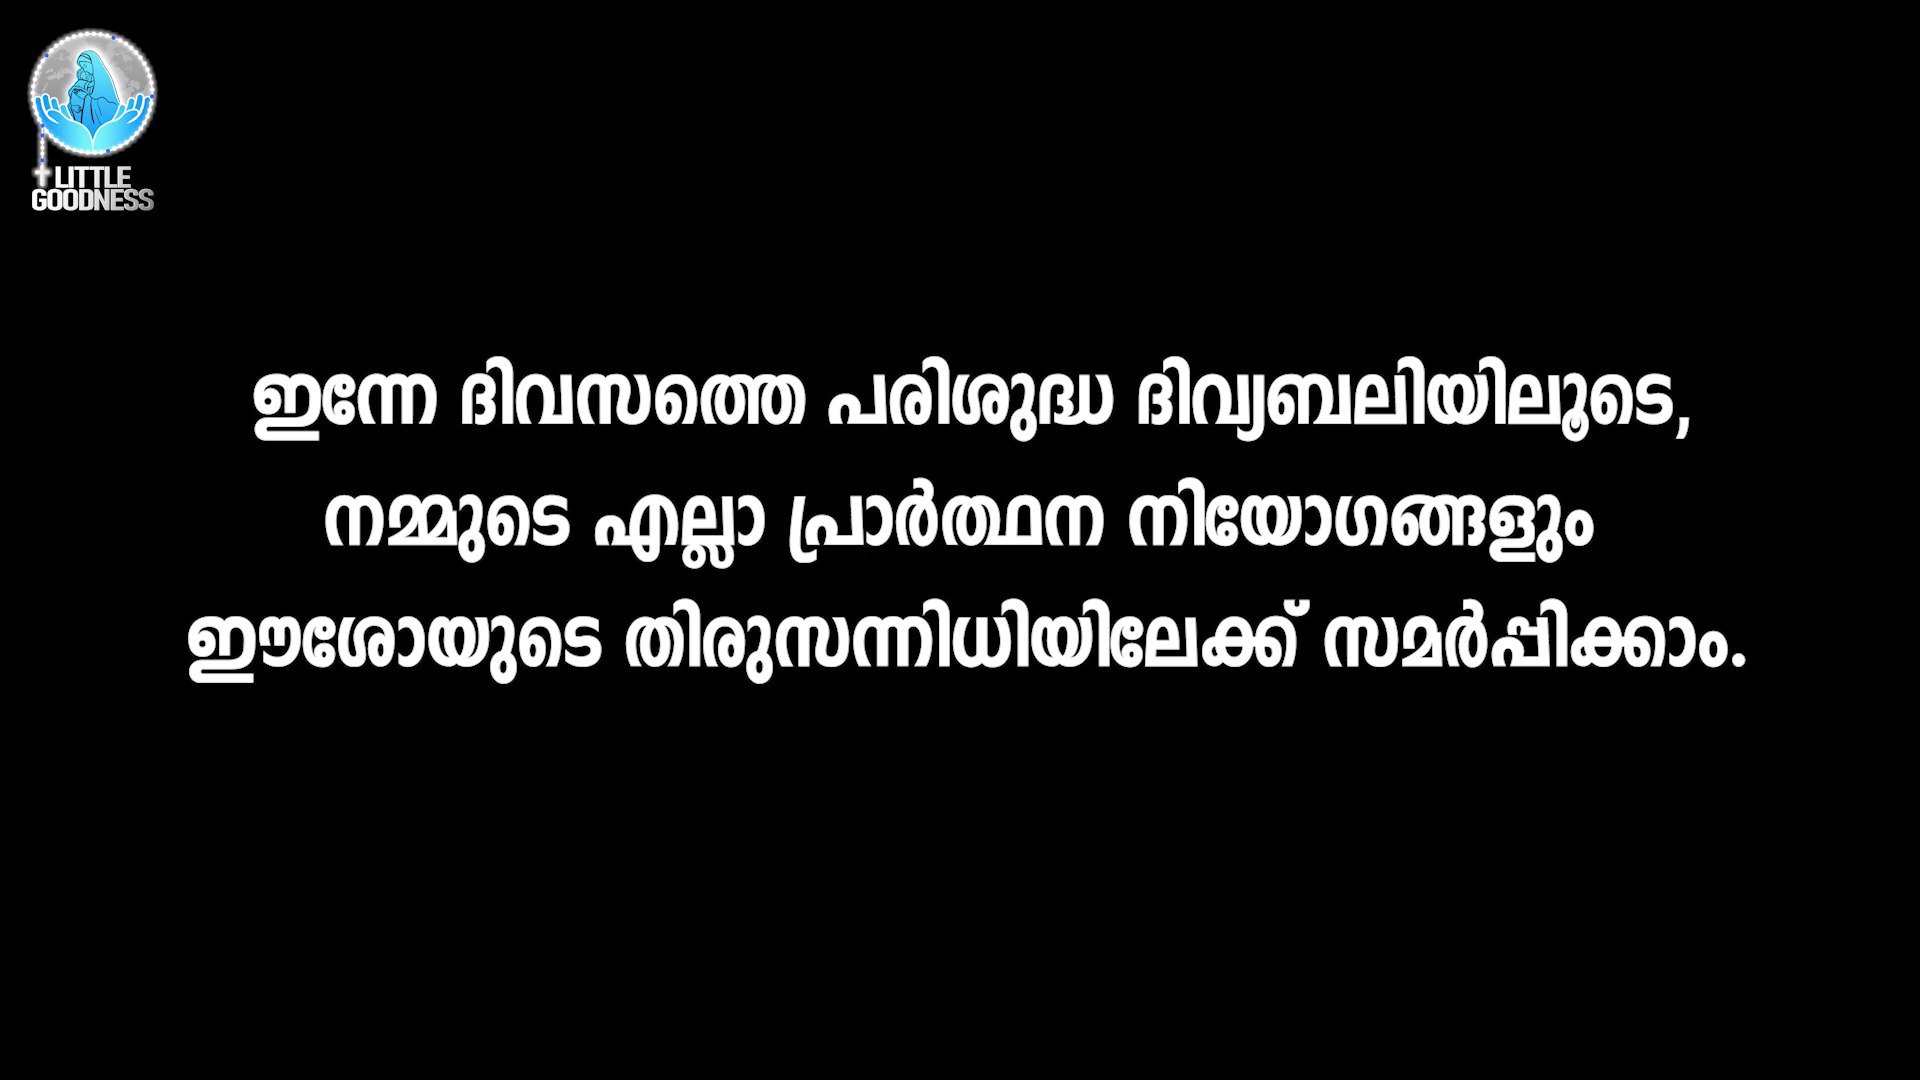 LITTLE
GOODNESS
ഇന്നേ ദിവസത്തെ പരിശുദ്ധ ദിവ്യബലിയിലൂടെ,
നമ്മുടെ എല്ലാ പ്രാർത്ഥന നിയോഗങ്ങളും
ഈശോയുടെ തിരുസന്നിധിയിലേക്ക് സമർപ്പിക്കാം.